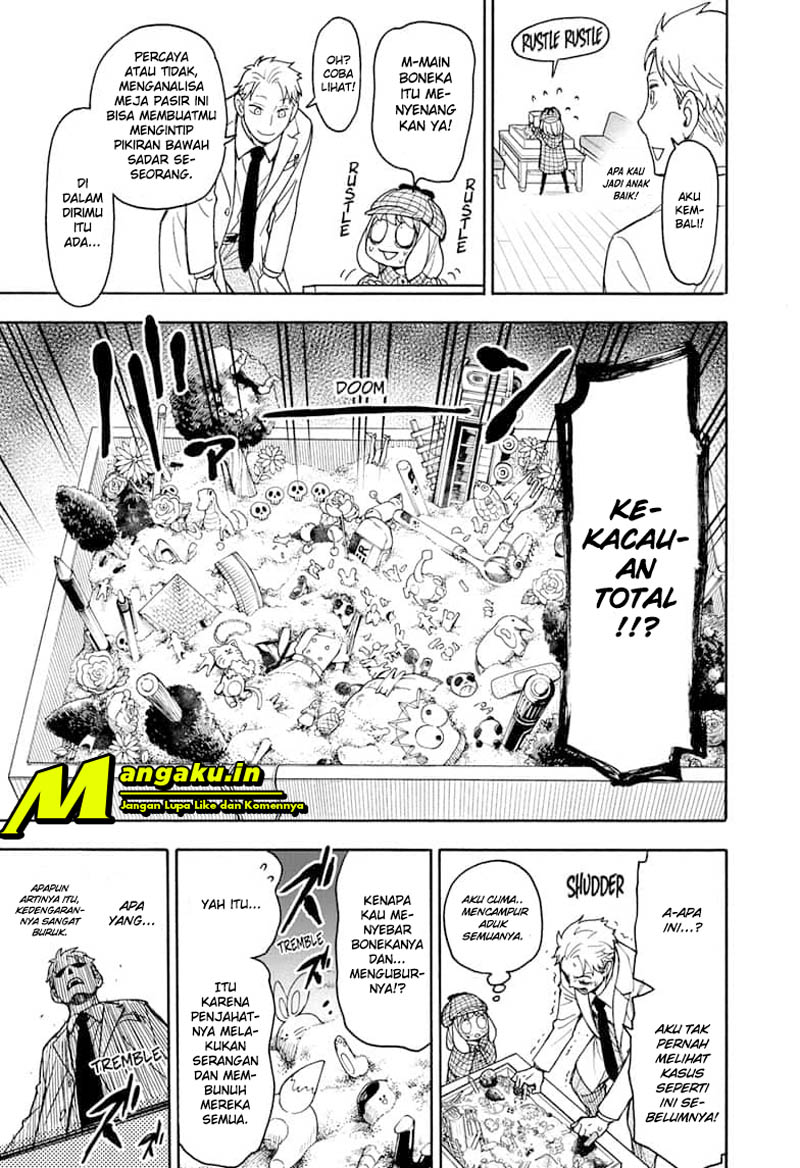 RUSTLE RUSTLE
AKU
KEM-
BALI!
APA KAU
JADI ANAK
BAIK!
M-MAIN
BONEKA
ITU ME-
NYENANG
KAN YA!
RUSTLE
RUSTLE
OH?
COBA
LIHAT!
PERCAYA
ATAU TIDAK,
MENGANALISA
MEJA PASIR INI
BISA MEMBUATMU
MENGINTIP
PIKIRAN BAWAH
SADAR SE-
SEORANG.
DI
DALAM
DIRIMU
ITU
ADA...
DOOM
KE-
KACAU-
AN
TOTAL
!!?
Mangaku.in
Jangan Lupa Like dan Komennya
A-APA
INI...?
SHUDDER
AKU TAK
PERNAH
MELIHAT
KASUS
SEPERTI
INI SE-
BELUMNYA!
AKU CUMA..
MENCAMPUR
ADUK
SEMUANYA.
KENAPA
KAU ME-
NYEBAR
BONEKANYA
DAN...
MENGUBUR-
NYA!?
TREMBLE
YAH ITU...
ITU
KARENA
PENJAHAT-
NYA MELA-
KUKAN
SERANGAN
DAN MEM-
BUNUH
MEREKA
SEMUA.
APA
YANG...
APAPUN
ARTINYA ITU,
KEDENGARAN-
NYA SANGAT
BURUK.
TREMBLE